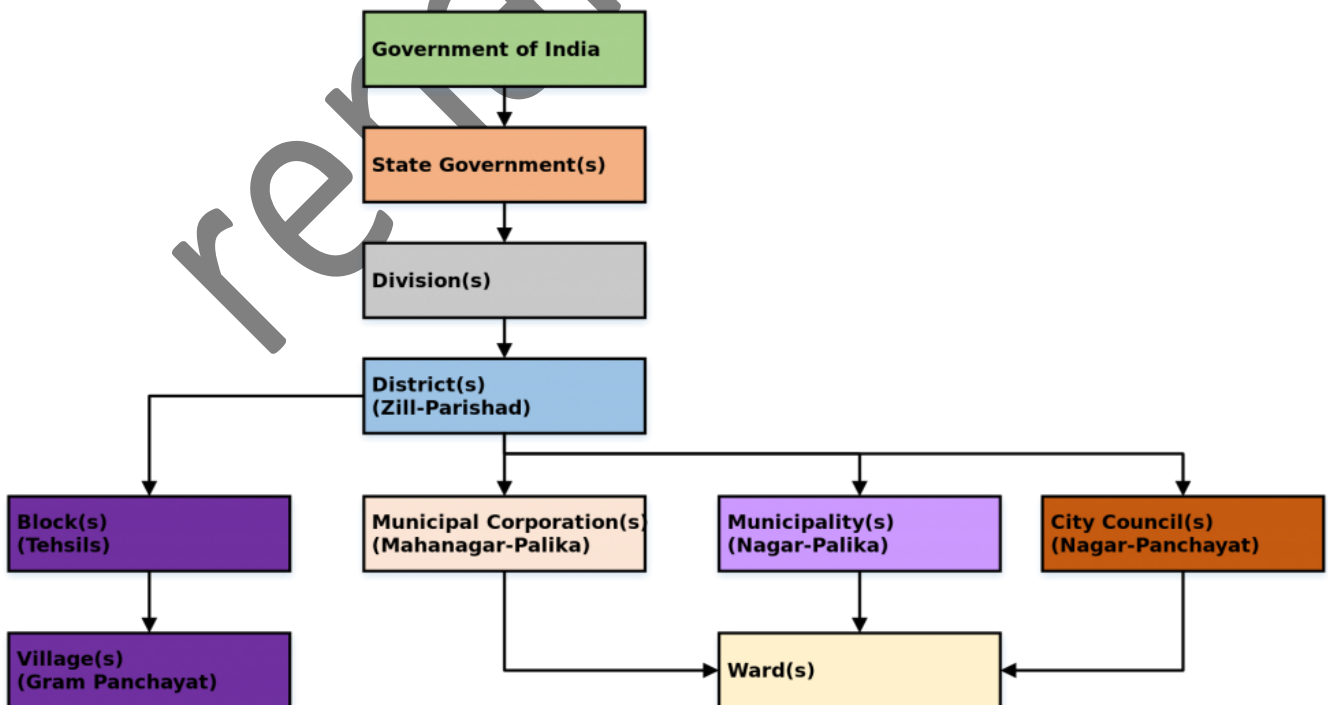 Government of India
State Government(s)
Division(s)
District(s)
(Zill-Parishad)
Block(s)
(Tehsils)
Municipal Corporation(s)
(Mahanagar-Palika)
Municipality(s)
(Nagar-Palika)
City Council(s)
(Nagar-Panchayat)
Village(s)
(Gram Panchayat)
Ward(s)